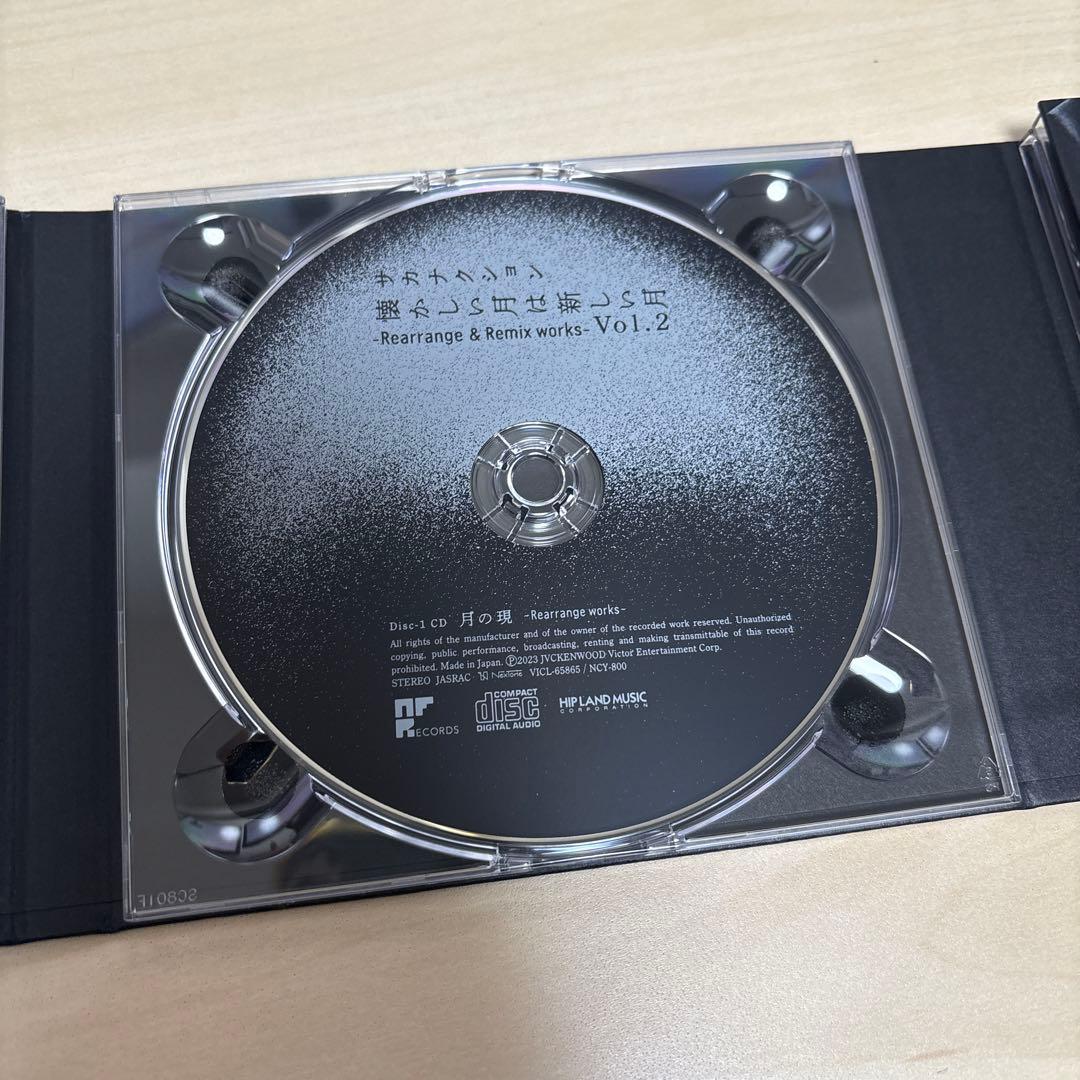 サカナクション
懐かしい月は新しい月
-Rearrange & Remix works- Vol.2
Disc-1 CD 月の現 -Rearrange works-
All rights of the manufacturer and of the owner of the recorded work reserved. Unauthorized
copying, public performance, broadcasting, renting and making transmittable of this record
prohibited. Made in Japan. Ⓟ2023 JVCKENWOOD Victor Entertainment Corp.
STEREO JASRAC NexTone VICL-65865 / NCY-800
NF RECORDS
COMPACT disc DIGITAL AUDIO
HIP LAND MUSIC CORPORATION
SC801F